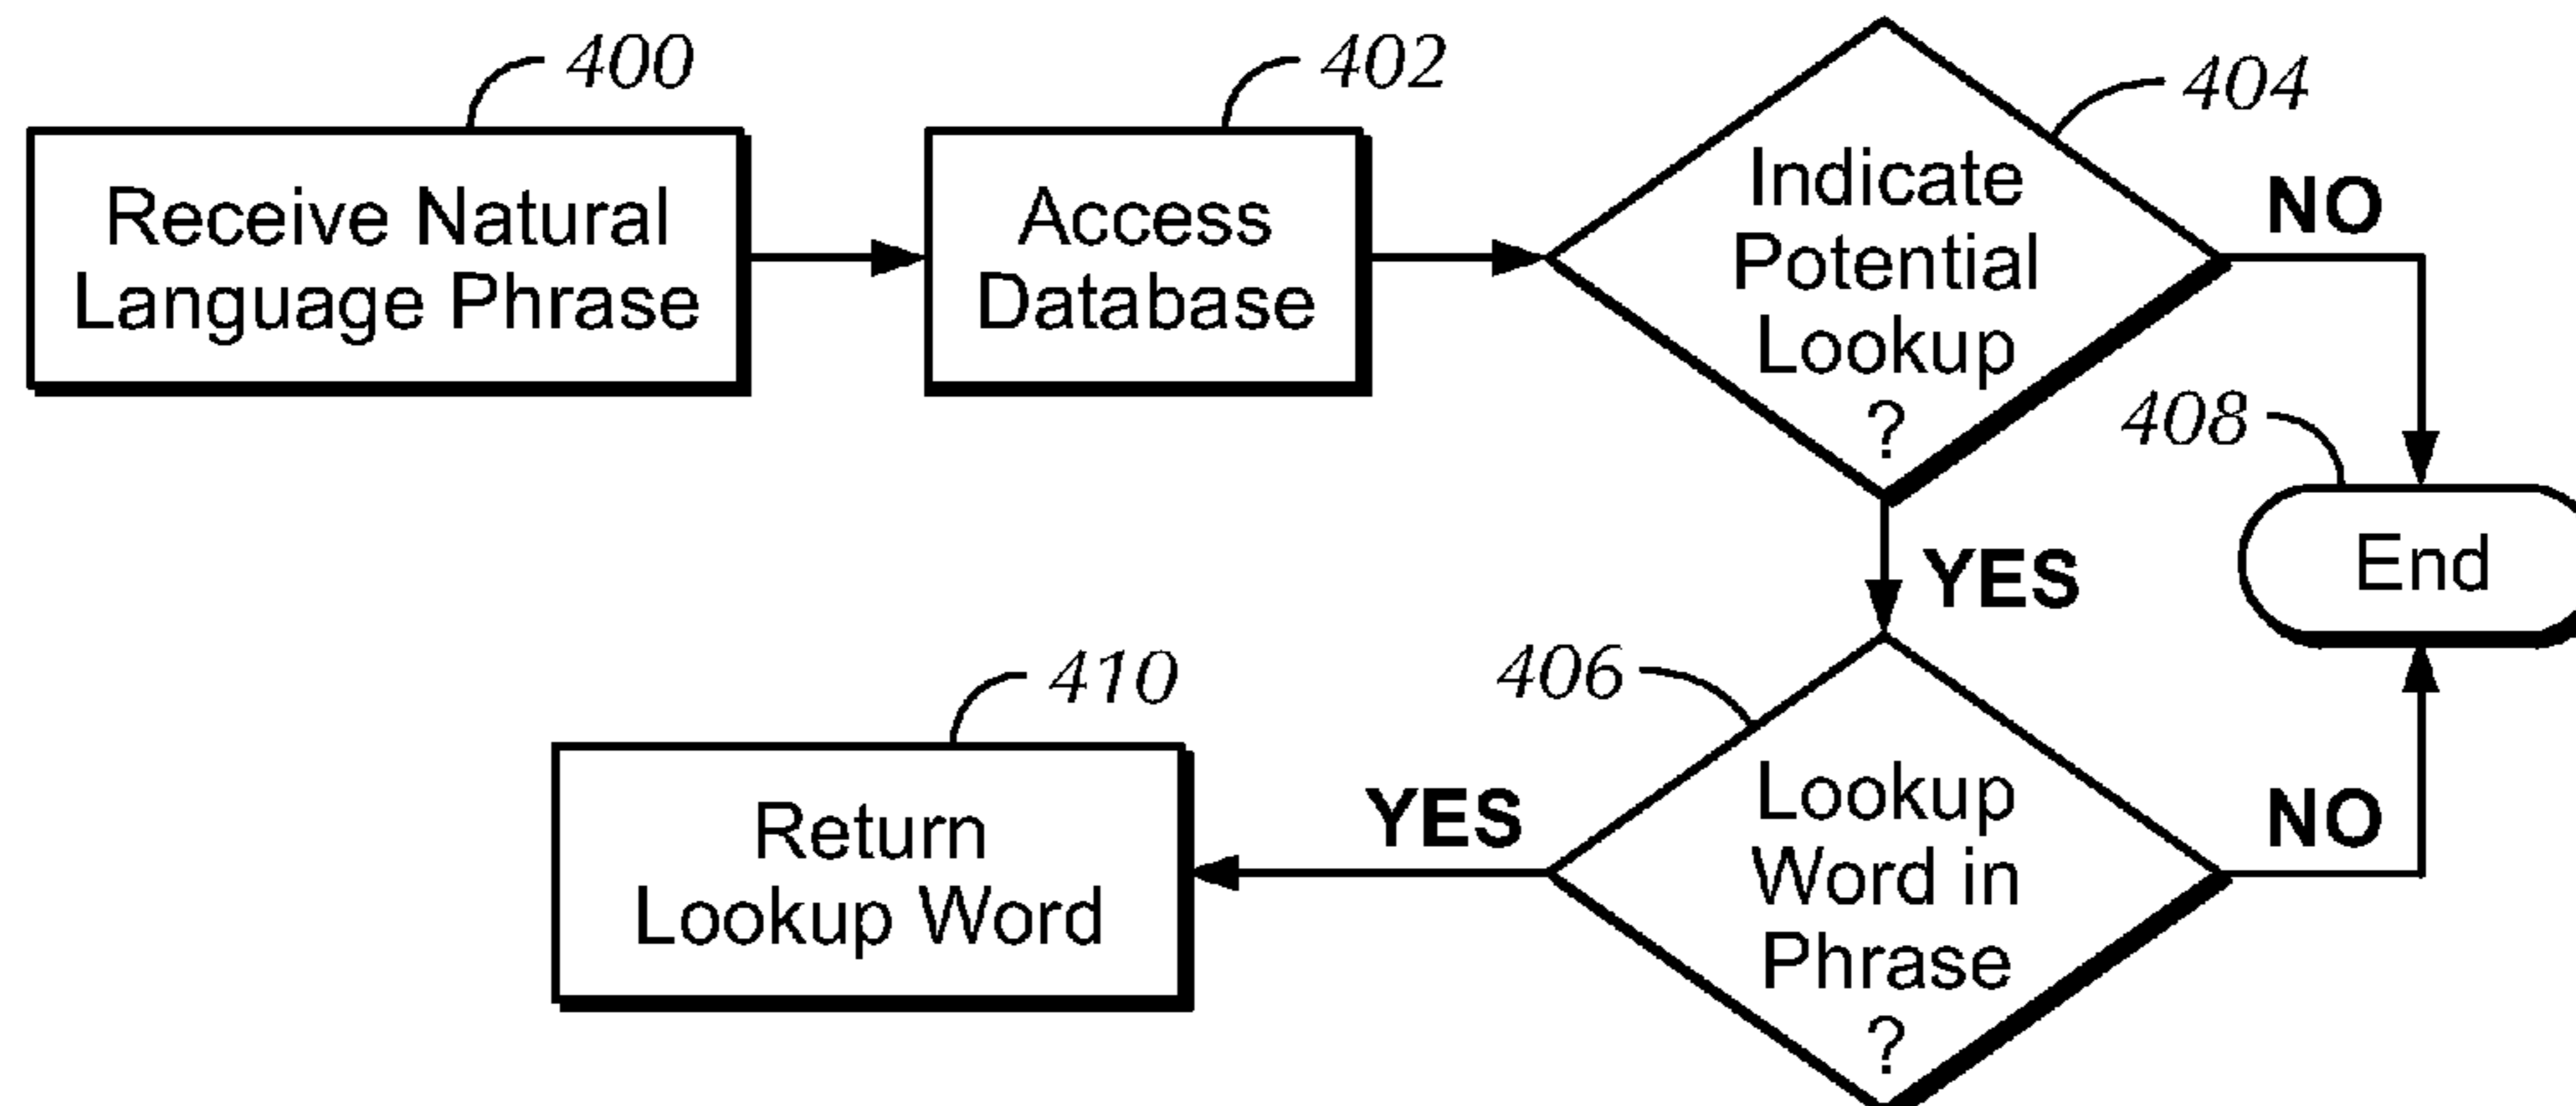 400
Receive Natural
Language Phrase
402
Access
Database
404
Indicate
Potential
Lookup
?
NO
YES
408
End
406
Lookup
Word in
Phrase
?
NO
YES
410
Return
Lookup Word